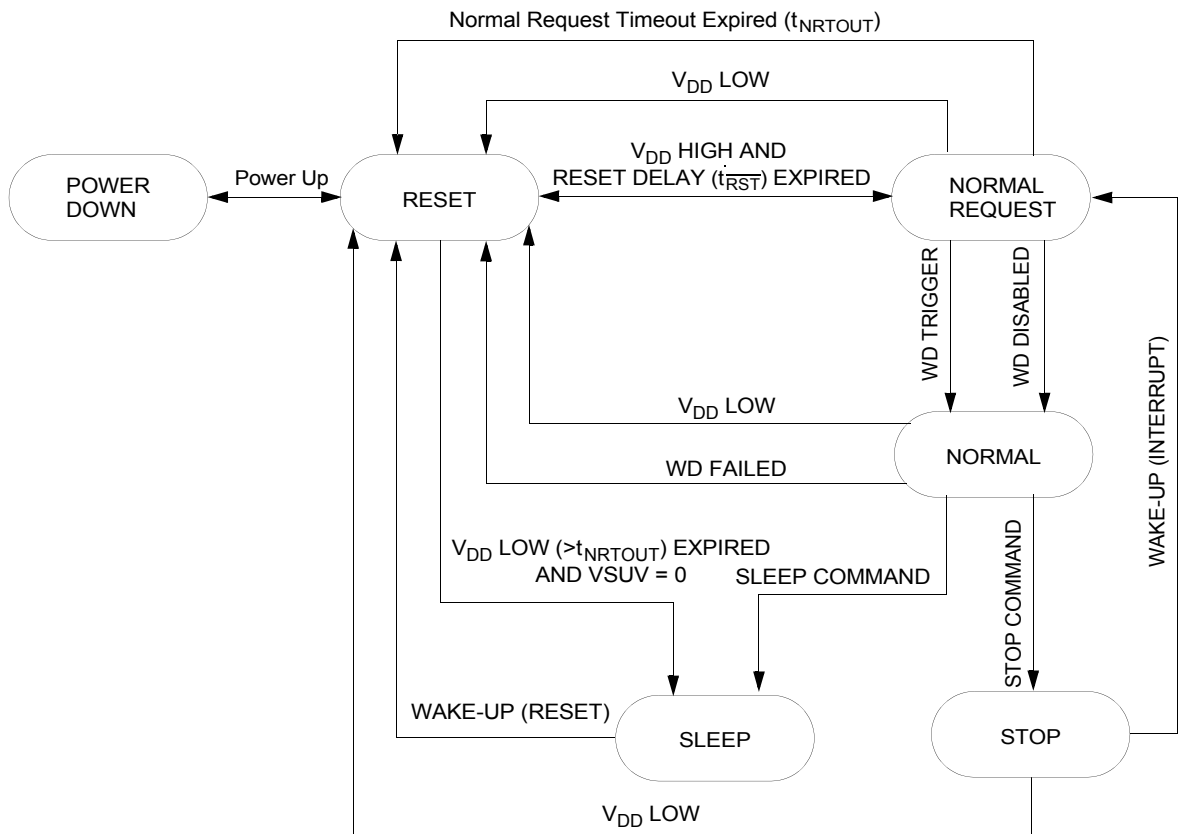 Normal Request Timeout Expired (tNRTOUT)
VDD LOW
VDD HIGH AND
RESET DELAY (tRST) EXPIRED
POWER
DOWN
Power Up
RESET
NORMAL
REQUEST
WD TRIGGER
WD DISABLED
WAKE-UP (INTERRUPT)
VDD LOW
NORMAL
WD FAILED
VDD LOW (>tNRTOUT) EXPIRED
AND VSUV = 0
SLEEP COMMAND
STOP COMMAND
WAKE-UP (RESET)
SLEEP
STOP
VDD LOW